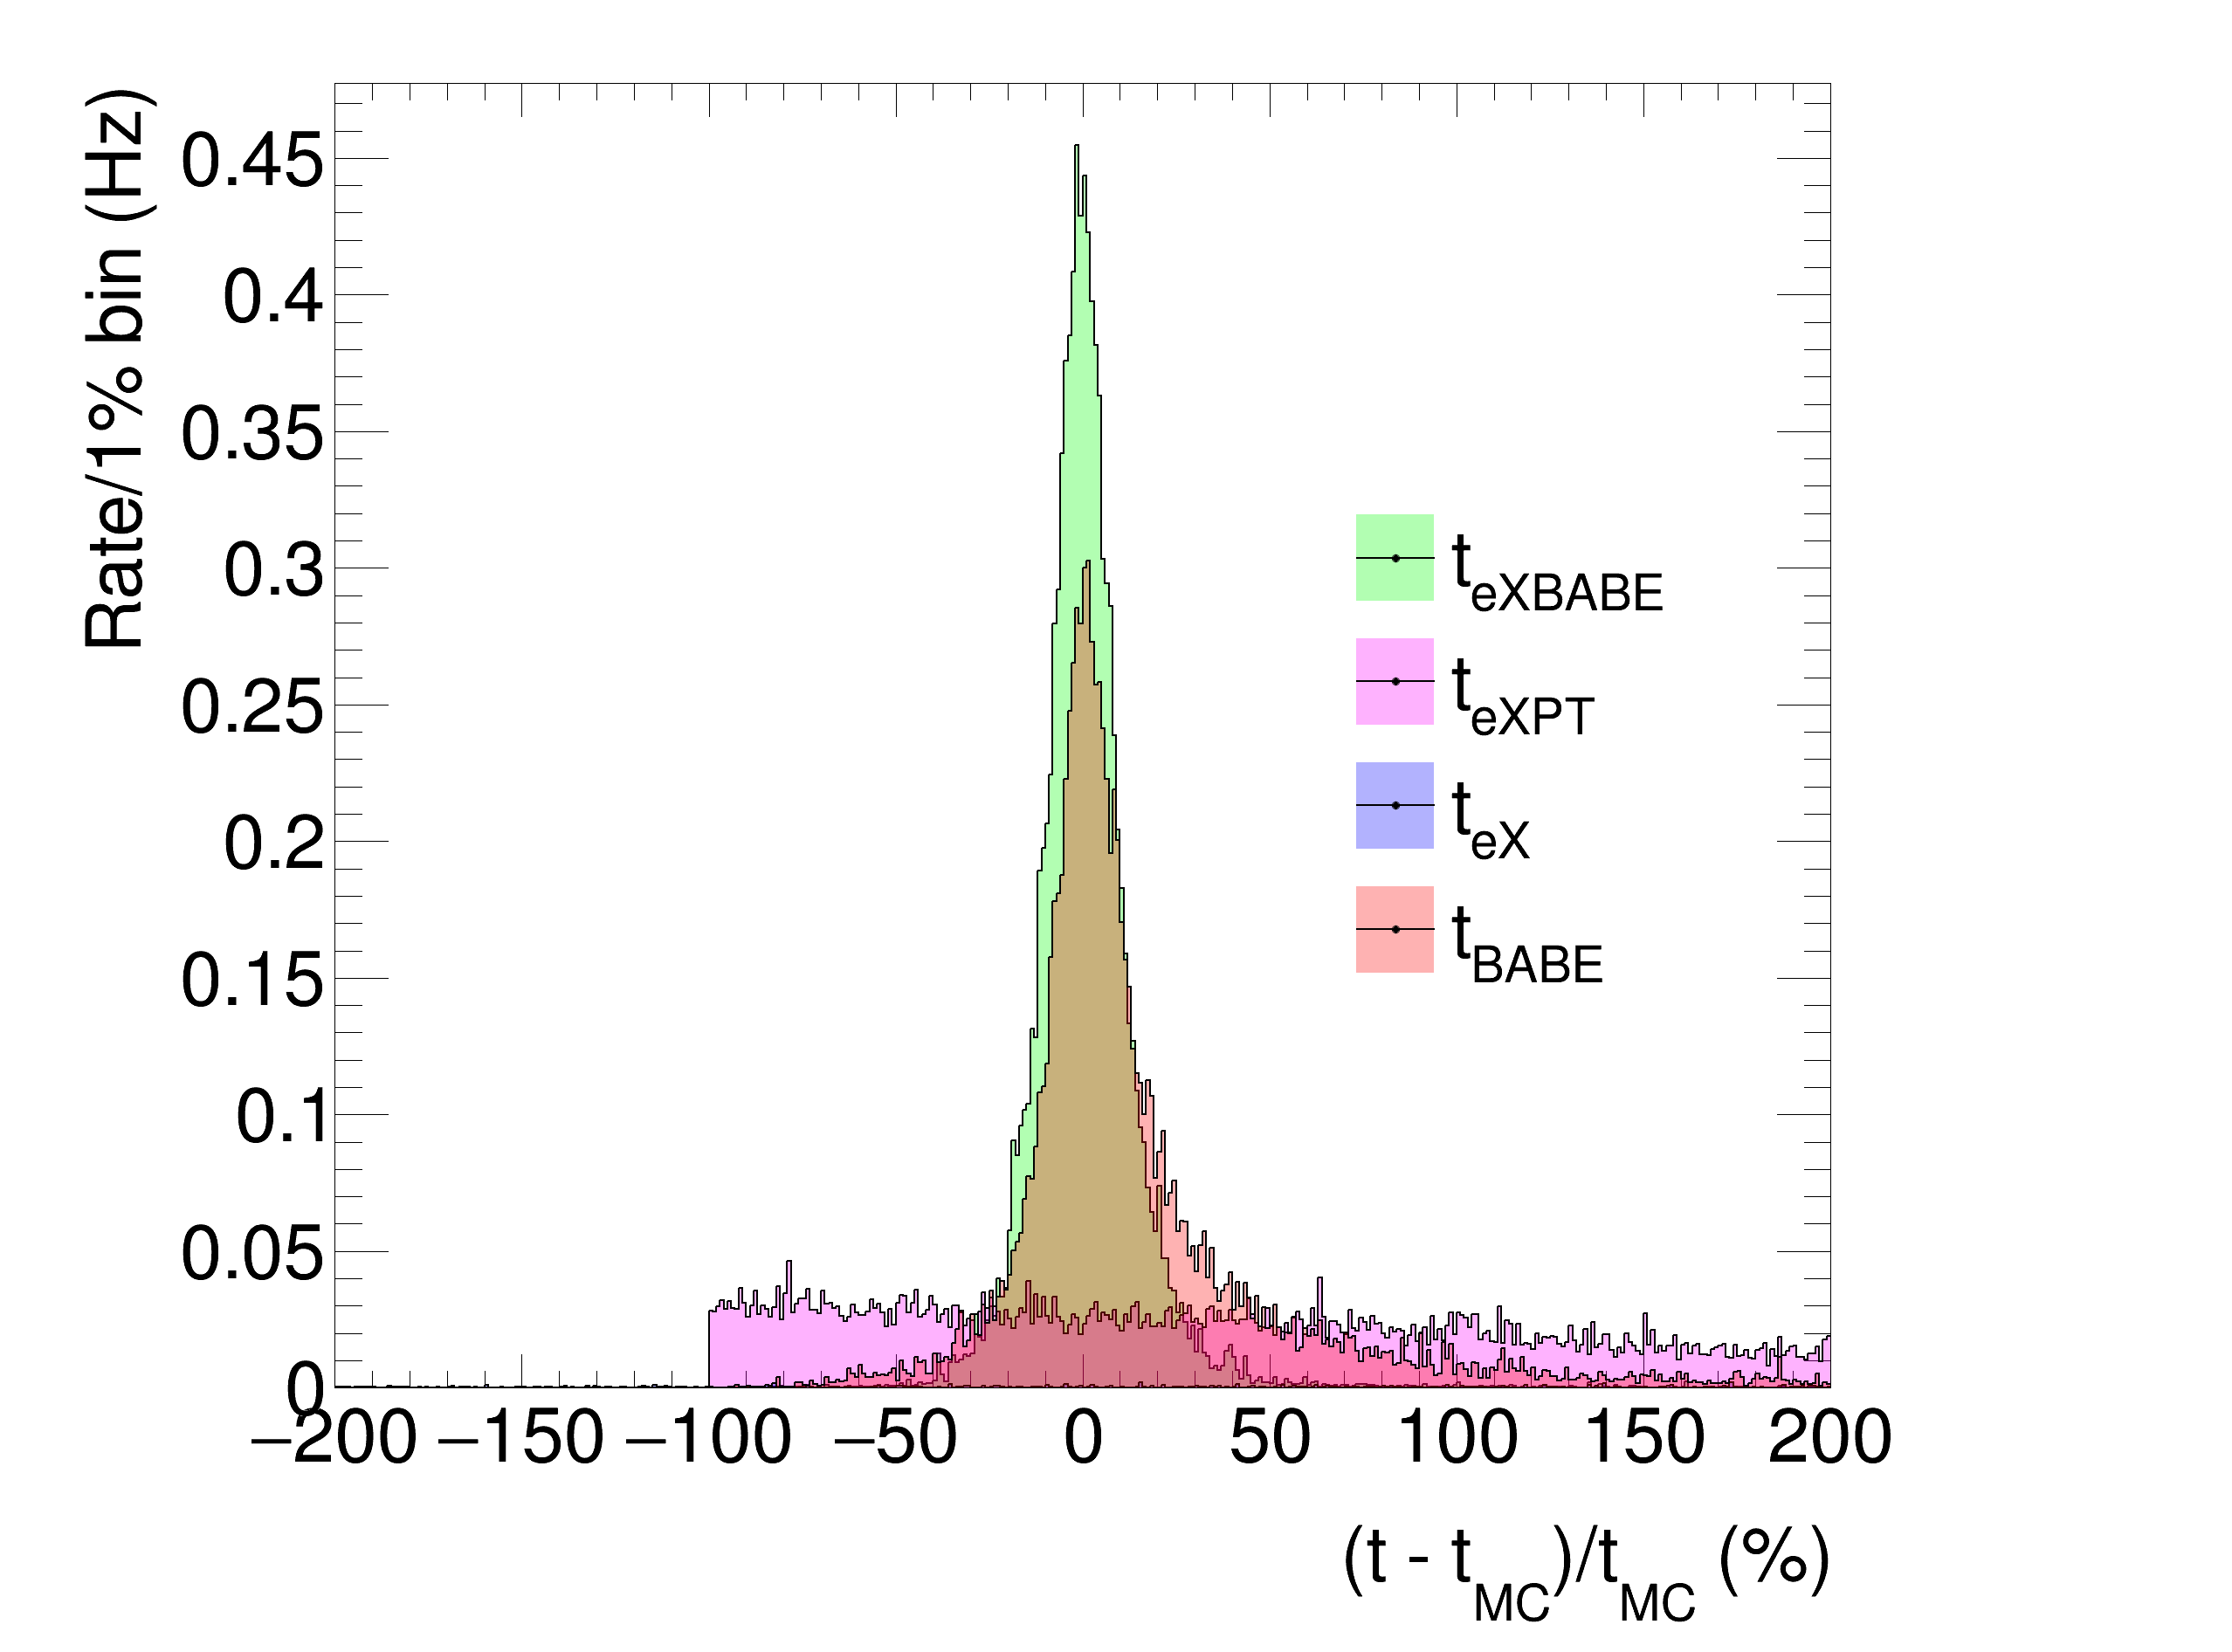 Rate/1% bin (Hz)
0.45
0.4
0.35
0.3
0.25
0.2
0.15
0.1
0.05
0
t_eXBABE
t_eXPT
t_eX
t_BABE
−200 −150 −100 −50 0 50 100 150 200
(t - t_MC)/t_MC (%)